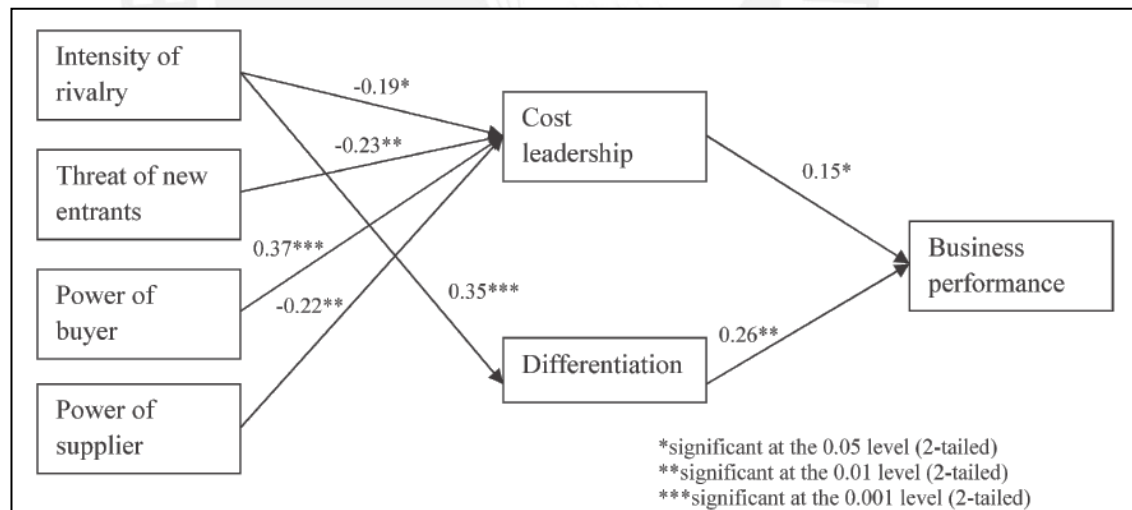 Intensity of
rivalry
Threat of new
entrants
Power of
buyer
Power of
supplier
-0.19*
-0.23**
0.37***
-0.22**
0.35***
Cost
leadership
Differentiation
0.15*
0.26**
Business
performance
*significant at the 0.05 level (2-tailed)
**significant at the 0.01 level (2-tailed)
***significant at the 0.001 level (2-tailed)